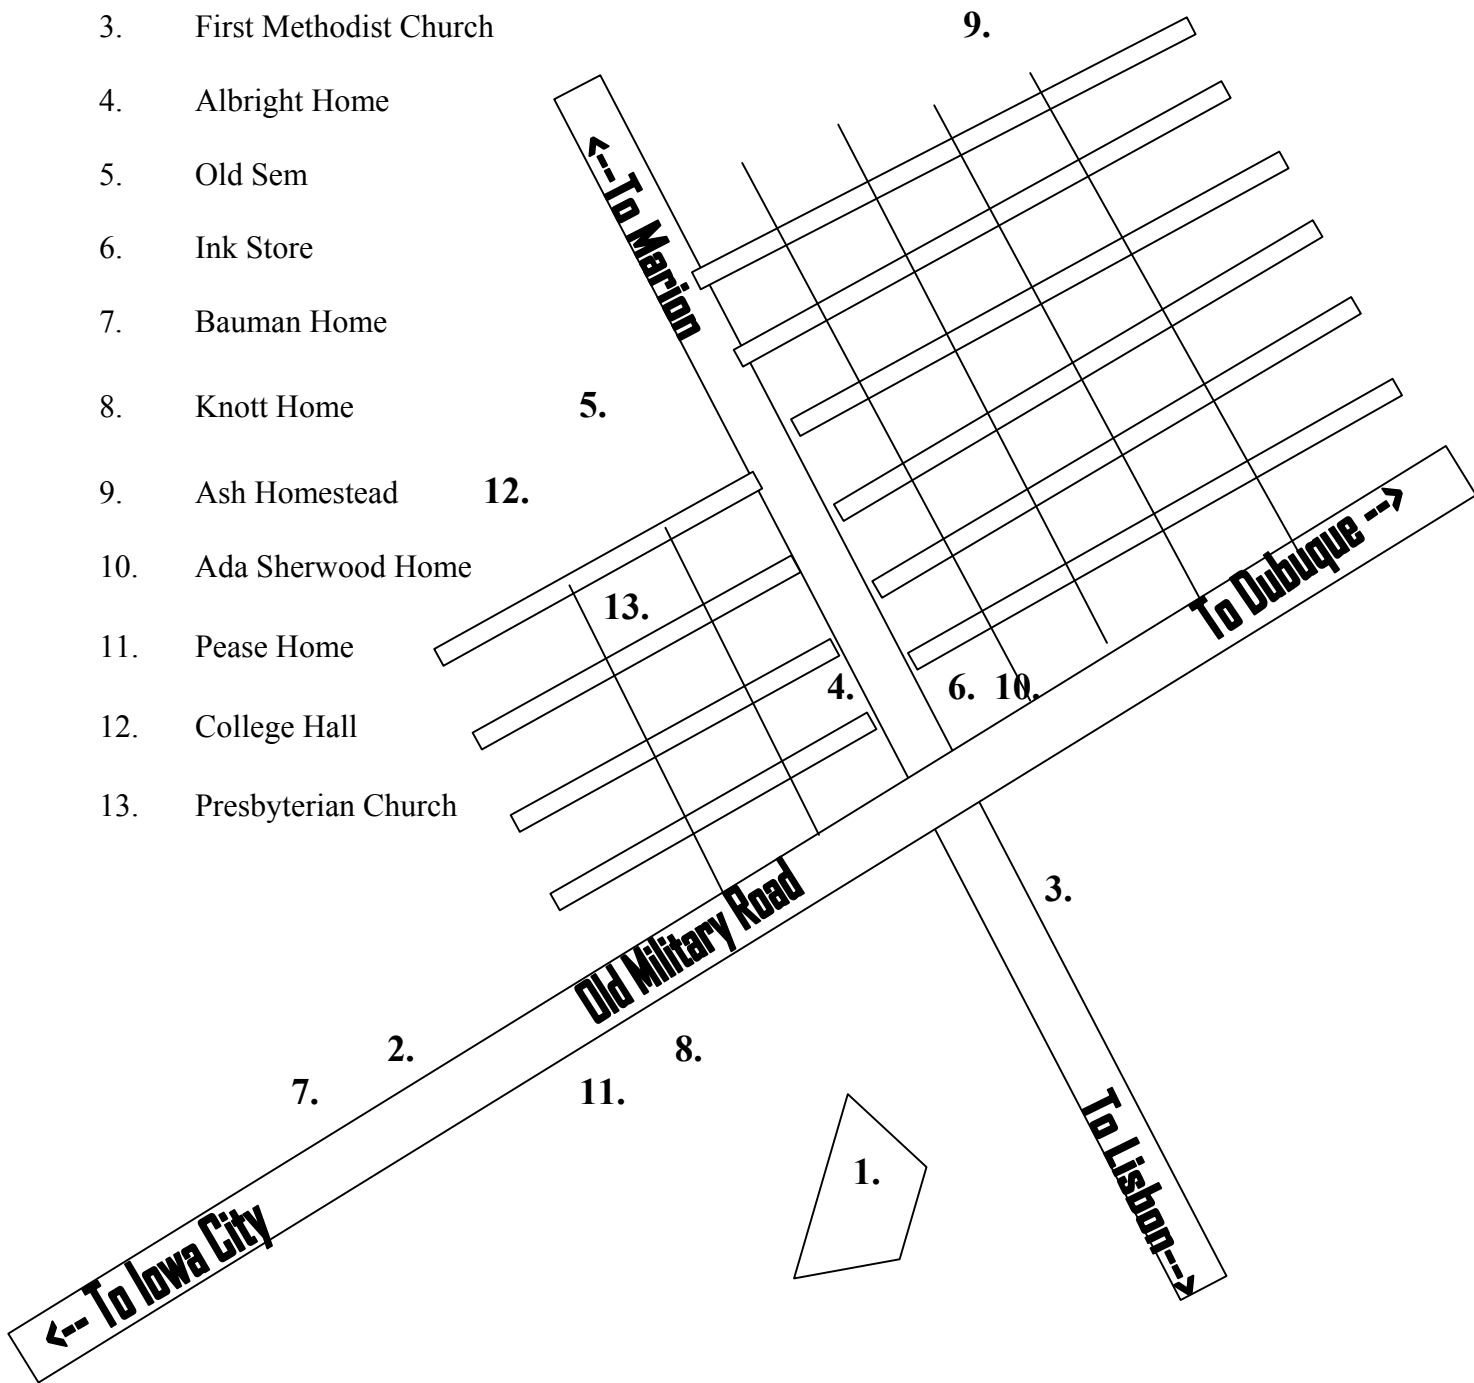 3. First Methodist Church
9.
4. Albright Home
<--To Marion
5. Old Sem
6. Ink Store
7. Bauman Home
8. Knott Home
5.
9. Ash Homestead
12.
10. Ada Sherwood Home
To Dubuque -->
13.
11. Pease Home
4.
6. 10.
12. College Hall
13. Presbyterian Church
3.
Old Military Road
2.
8.
7.
11.
1.
To Lisbon-->
<-- To Iowa City